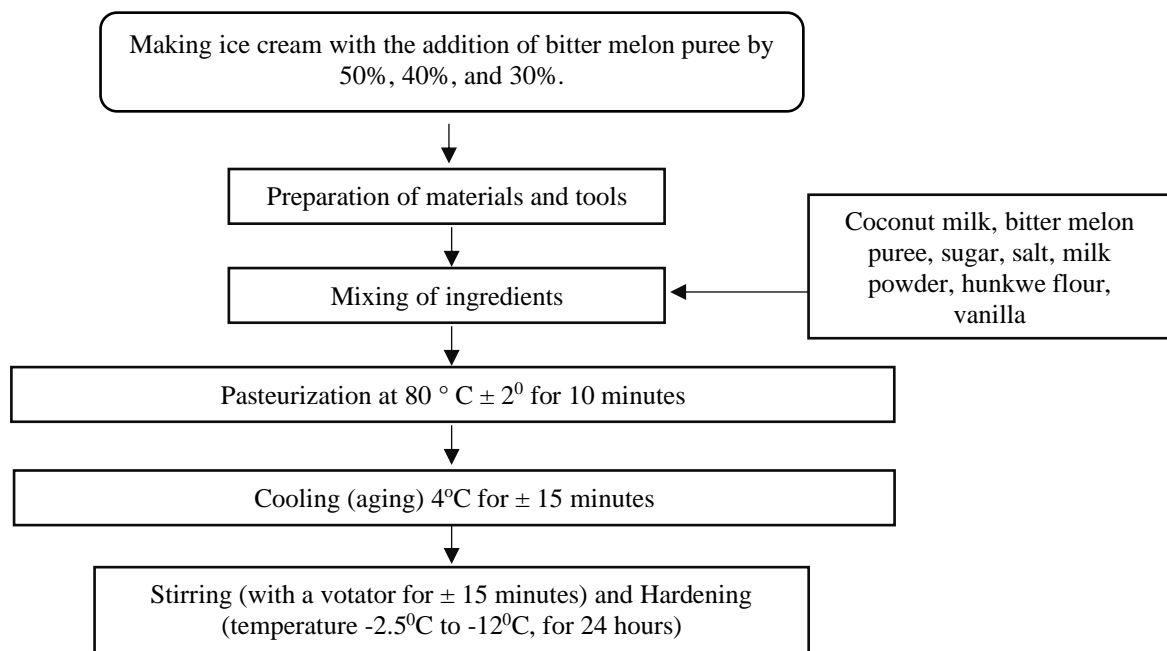 Making ice cream with the addition of bitter melon puree by
50%, 40%, and 30%.
Preparation of materials and tools
Coconut milk, bitter melon
puree, sugar, salt, milk
powder, hunkwe flour,
vanilla
Mixing of ingredients
Pasteurization at 80 ° C ± 2⁰ for 10 minutes
Cooling (aging) 4ºC for ± 15 minutes
Stirring (with a votator for ± 15 minutes) and Hardening
(temperature -2.5⁰C to -12⁰C, for 24 hours)